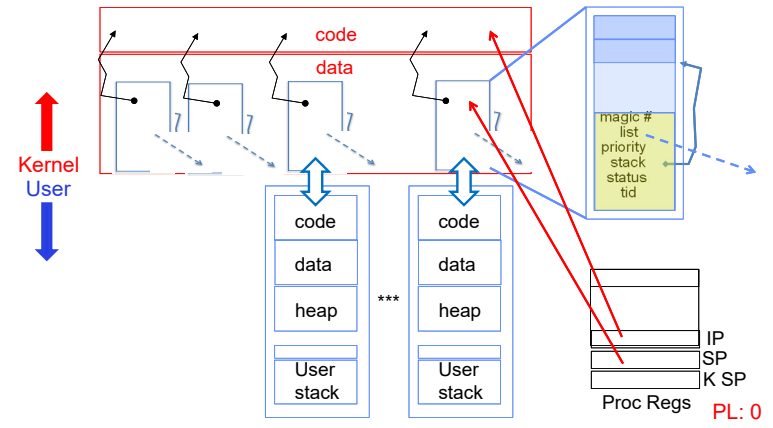 code
data
magic #
list
priority
stack
status
tid
Kernel
User
code
data
heap
User
stack
***
code
data
heap
User
stack
IP
SP
K SP
Proc Regs
PL: 0